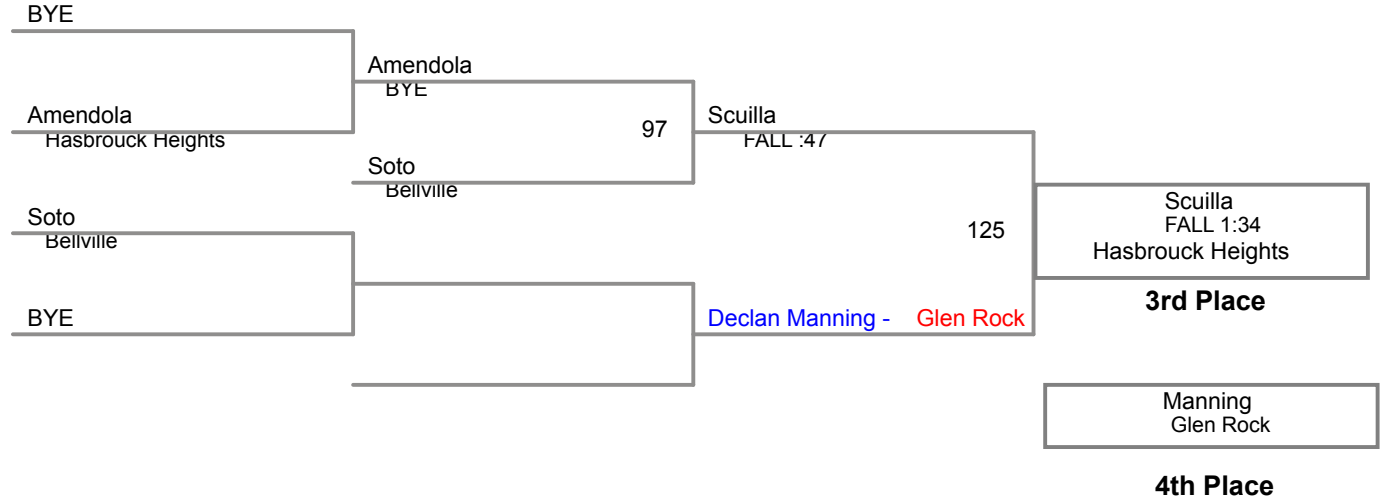 BYE
Amendola
BYE
Amendola
Hasbrouck Heights
97
Scuilla
FALL :47
Soto
Bellville
Scuilla
FALL 1:34
Hasbrouck Heights
3rd Place
Soto
Bellville
125
BYE
Declan Manning - Glen Rock
Manning
Glen Rock
4th Place